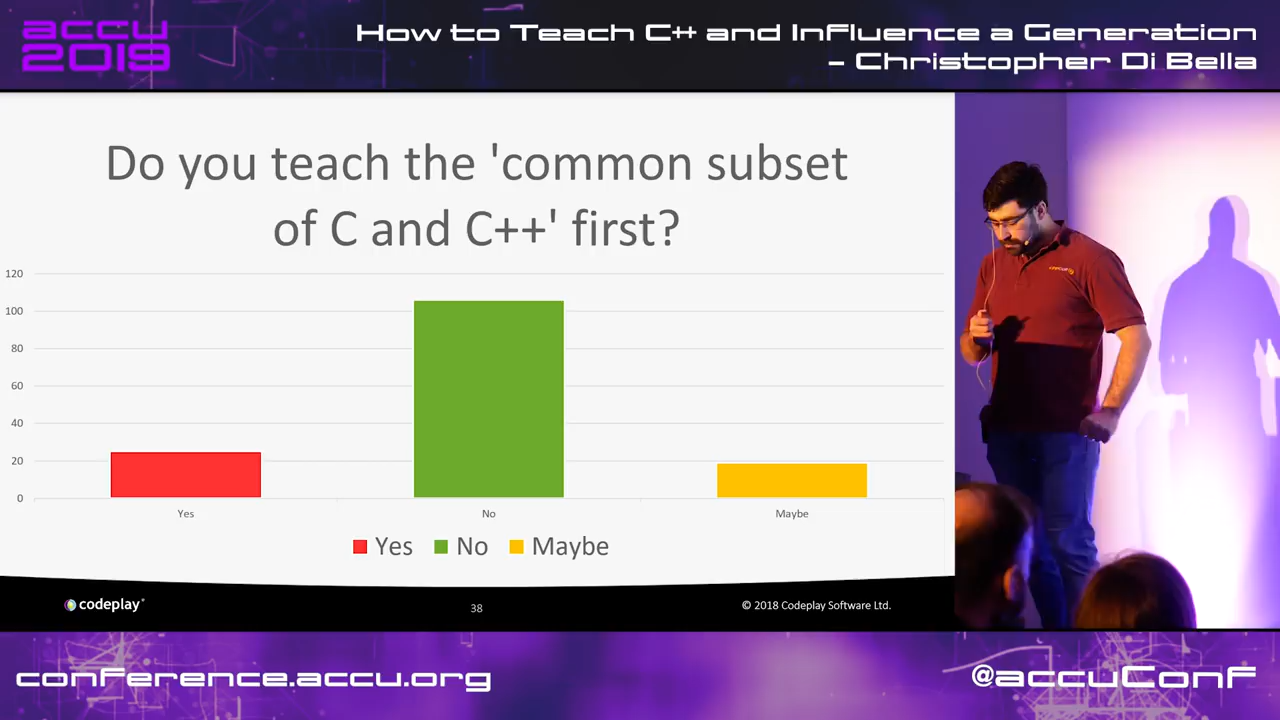 accu
2019
How to Teach C++ and Influence a Generation
– Christopher Di Bella
Do you teach the 'common subset
of C and C++' first?
120
100
80
60
40
20
0
Yes
No
Maybe
Yes No Maybe
codeplay
38
© 2018 Codeplay Software Ltd.
conference.accu.org
@accuConf